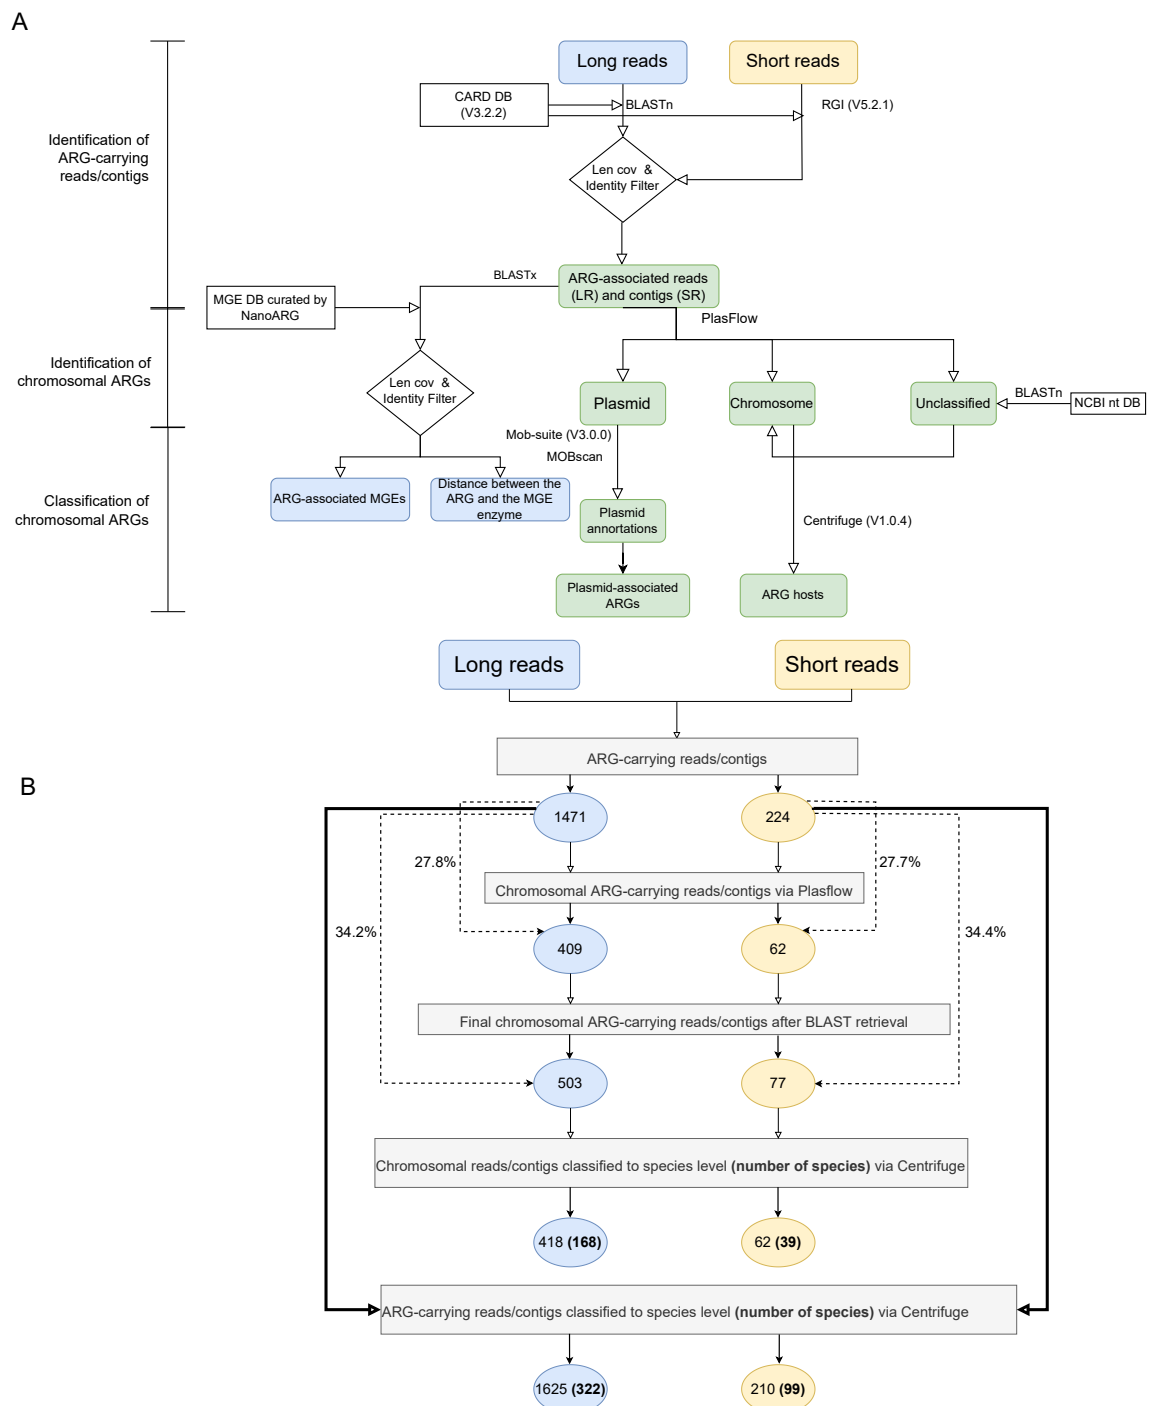 A
Long reads
Short reads
CARD DB
(V3.2.2)
BLASTn
RGI (V5.2.1)
Identification of
ARG-carrying
reads/contigs
Len cov &
Identity Filter
ARG-associated reads
(LR) and contigs (SR)
BLASTx
MGE DB curated by
NanoARG
PlasFlow
Identification of
chromosomal ARGs
Len cov &
Identity Filter
Plasmid
Chromosome
Unclassified
BLASTn
NCBI nt DB
Mob-suite (V3.0.0)
MOBscan
Classification of
chromosomal ARGs
ARG-associated MGEs
Distance between the
ARG and the MGE
enzyme
Plasmid
annortations
Centrifuge (V1.0.4)
Plasmid-associated
ARGs
ARG hosts
Long reads
Short reads
B
ARG-carrying reads/contigs
1471
224
27.8%
27.7%
Chromosomal ARG-carrying reads/contigs via Plasflow
34.2%
34.4%
409
62
Final chromosomal ARG-carrying reads/contigs after BLAST retrieval
503
77
Chromosomal reads/contigs classified to species level (number of species) via Centrifuge
418 (168)
62 (39)
ARG-carrying reads/contigs classified to species level (number of species) via Centrifuge
1625 (322)
210 (99)